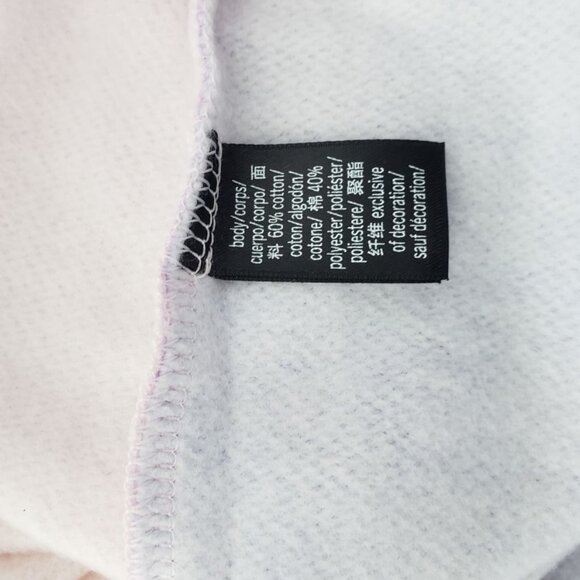 body/corps/
cuerpo/corpo/ 面
料 60% cotton/
coton/algodón/
cotone/ 棉 40%
polyester/poliéster/
poliestere/ 聚酯
纤维 exclusive
of decoration/
sauf décoration/